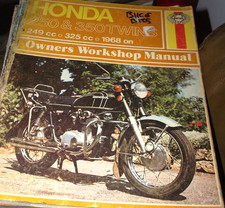 HONDA
250 & 350 TWINS
249 cc □ 325 cc □ 1968 on
Owners Workshop Manual